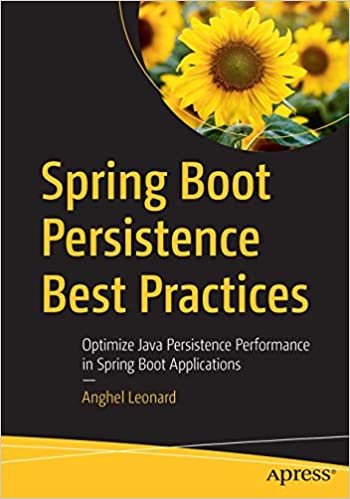 Spring Boot
Persistence
Best Practices
Optimize Java Persistence Performance
in Spring Boot Applications
—
Anghel Leonard
Apress®